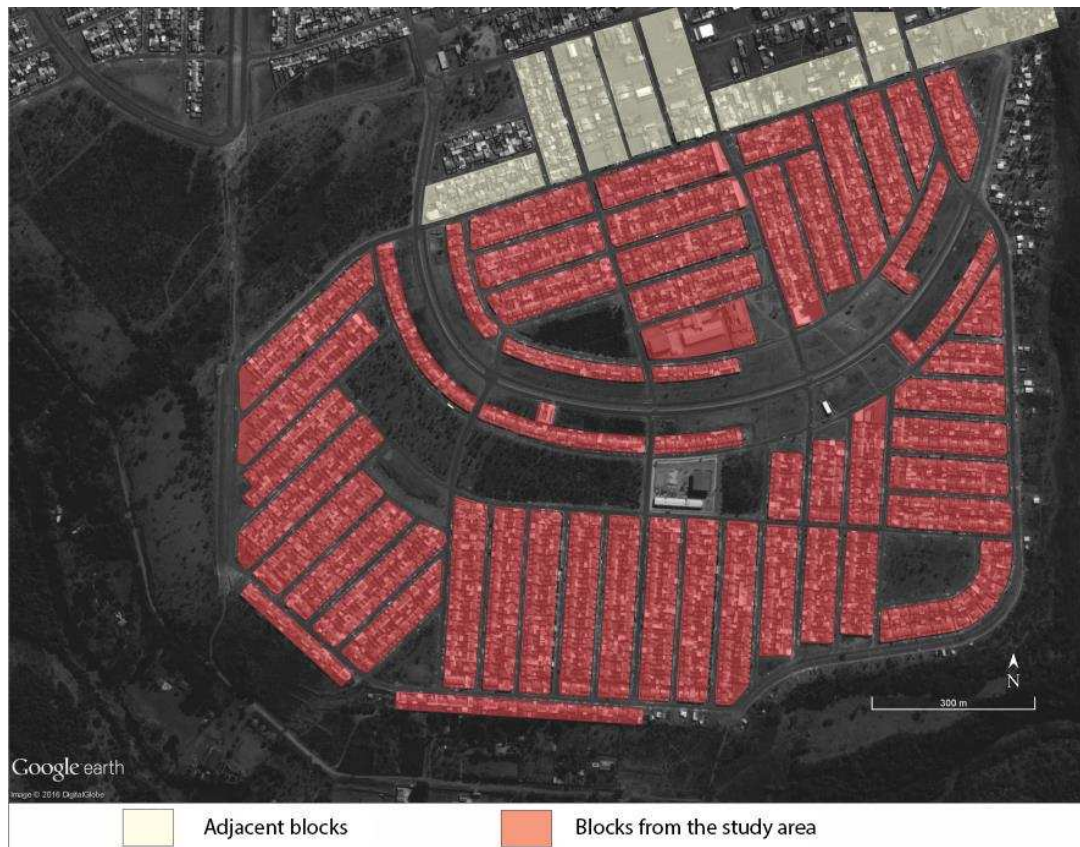 N
300 m
Google earth
Image © 2016 DigitalGlobe
Adjacent blocks
Blocks from the study area